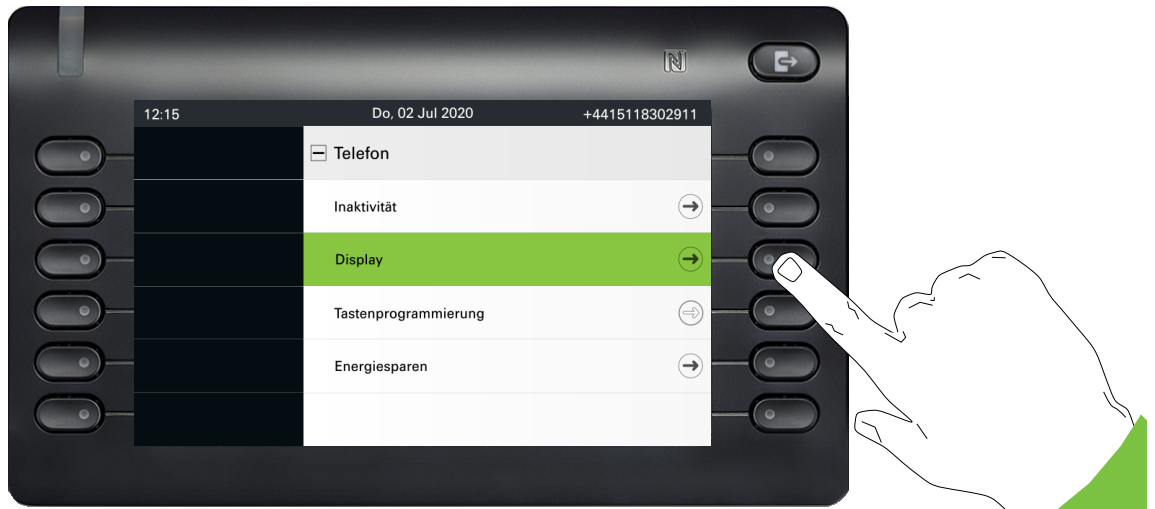 12:15 Do, 02 Jul 2020 +4415118302911
Telefon
Inaktivität
Display
Tastenprogrammierung
Energiesparen